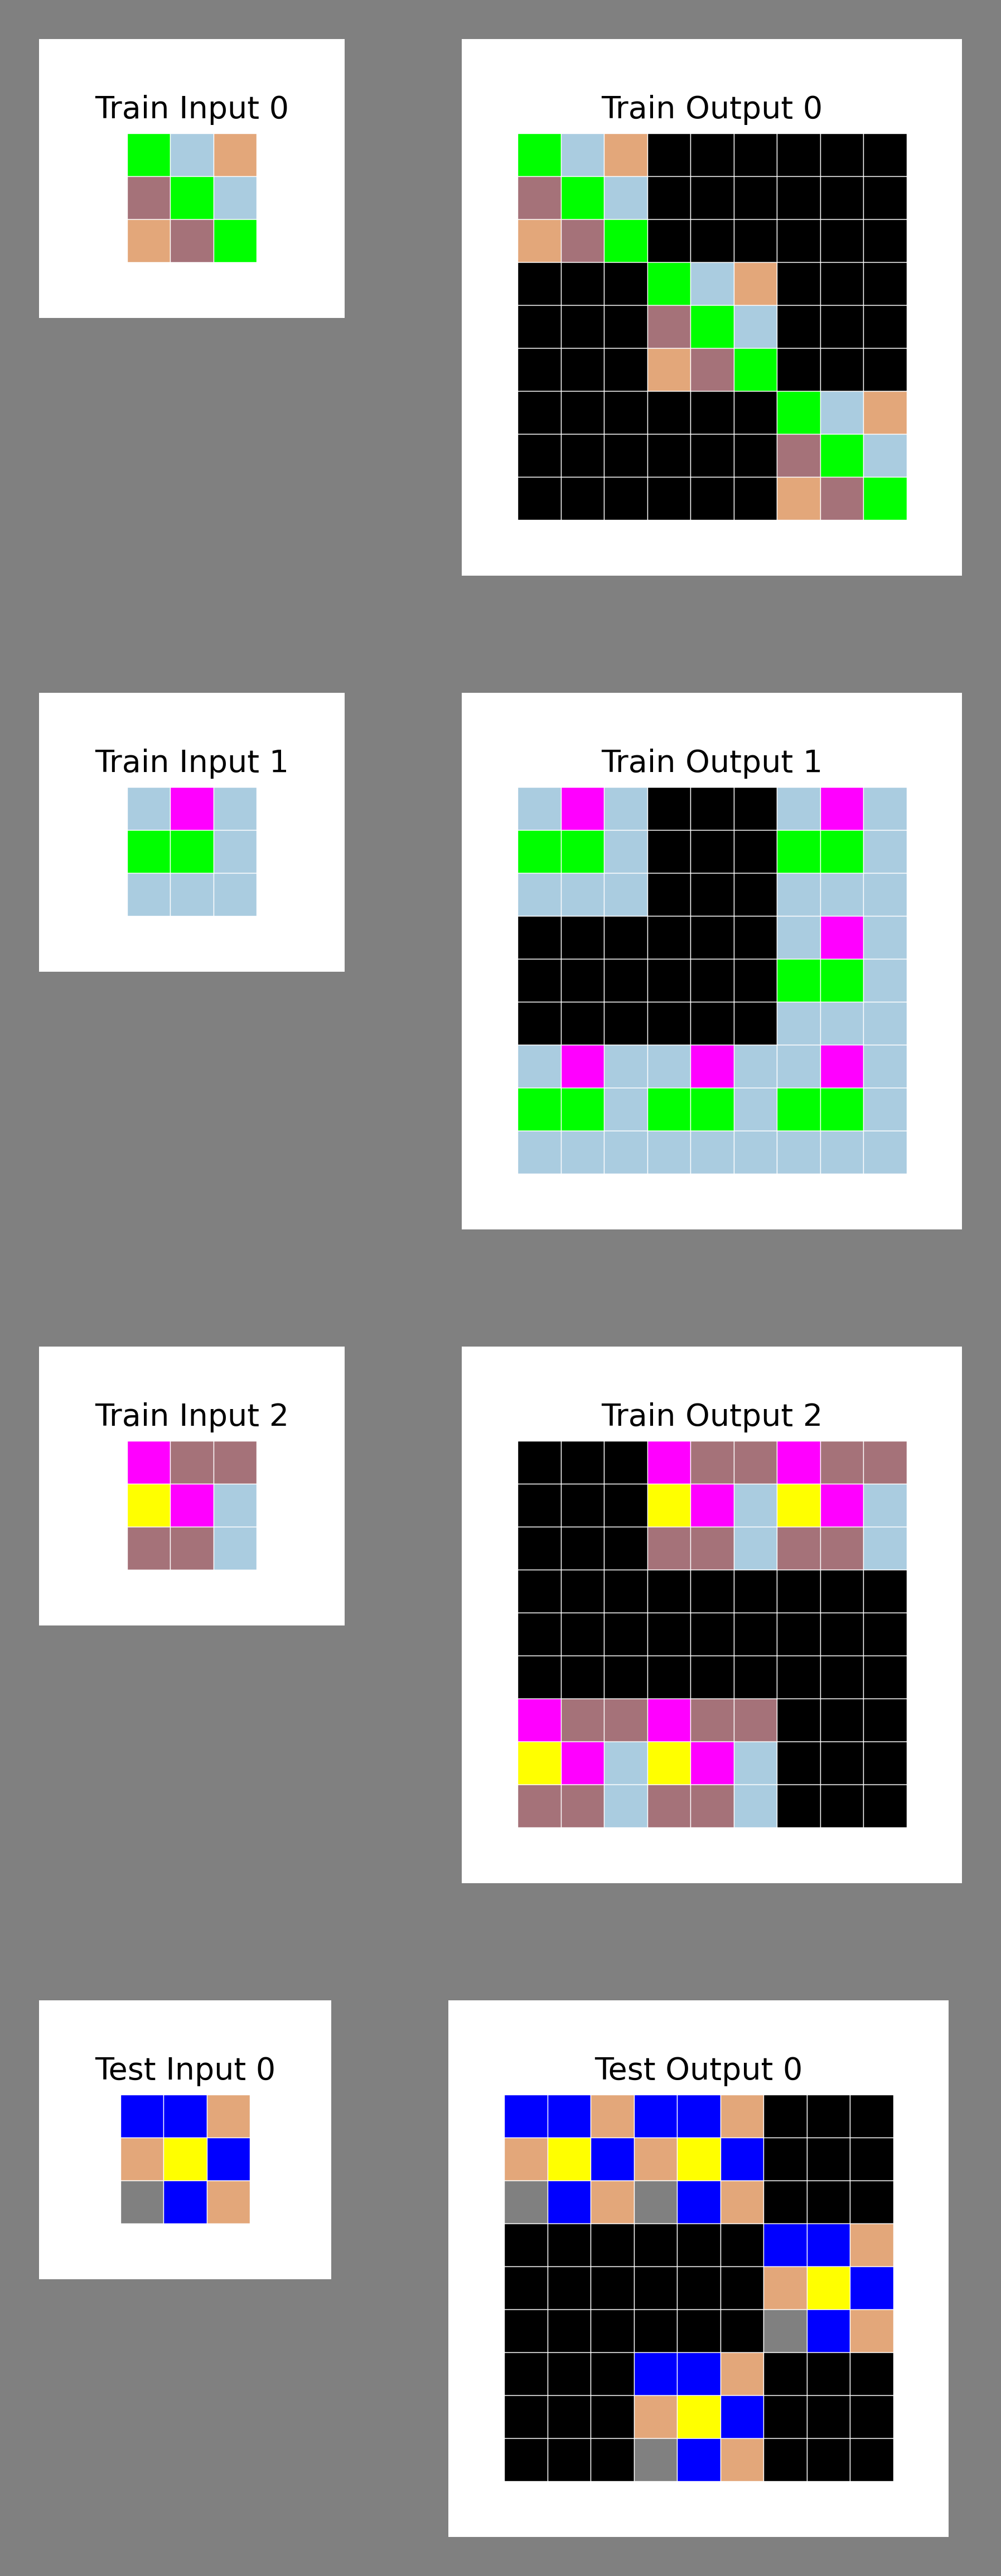 Train Input 0
Train Output 0
Train Input 1
Train Output 1
Train Input 2
Train Output 2
Test Input 0
Test Output 0